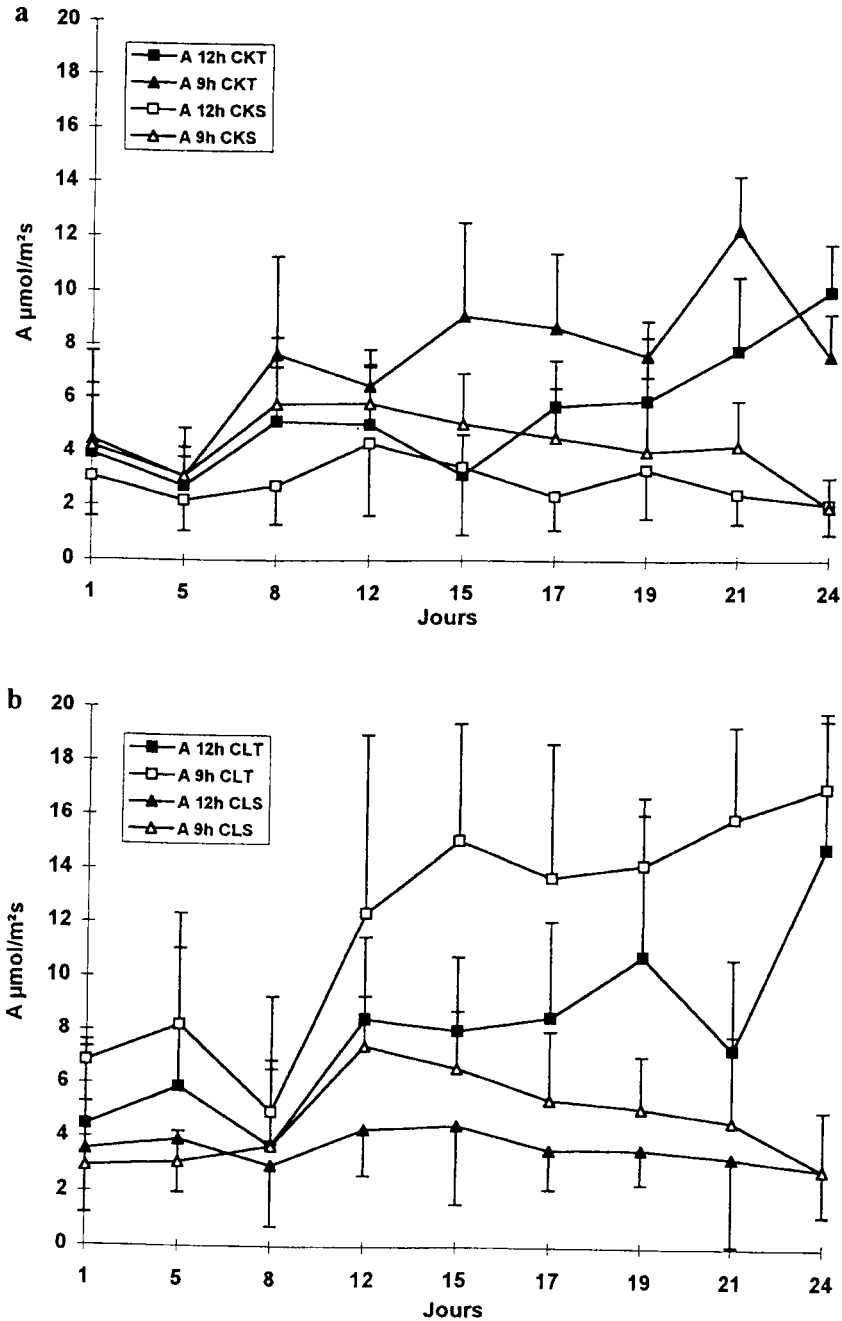 a
20
18
16
14
12
10
8
6
4
2
0
A µmol/m²s
A 12h CKT
A 9h CKT
A 12h CKS
A 9h CKS
1 5 8 12 15 17 19 21 24
Jours
b
20
18
16
14
12
10
8
6
4
2
0
A µmol/m²s
A 12h CLT
A 9h CLT
A 12h CLS
A 9h CLS
1 5 8 12 15 17 19 21 24
Jours